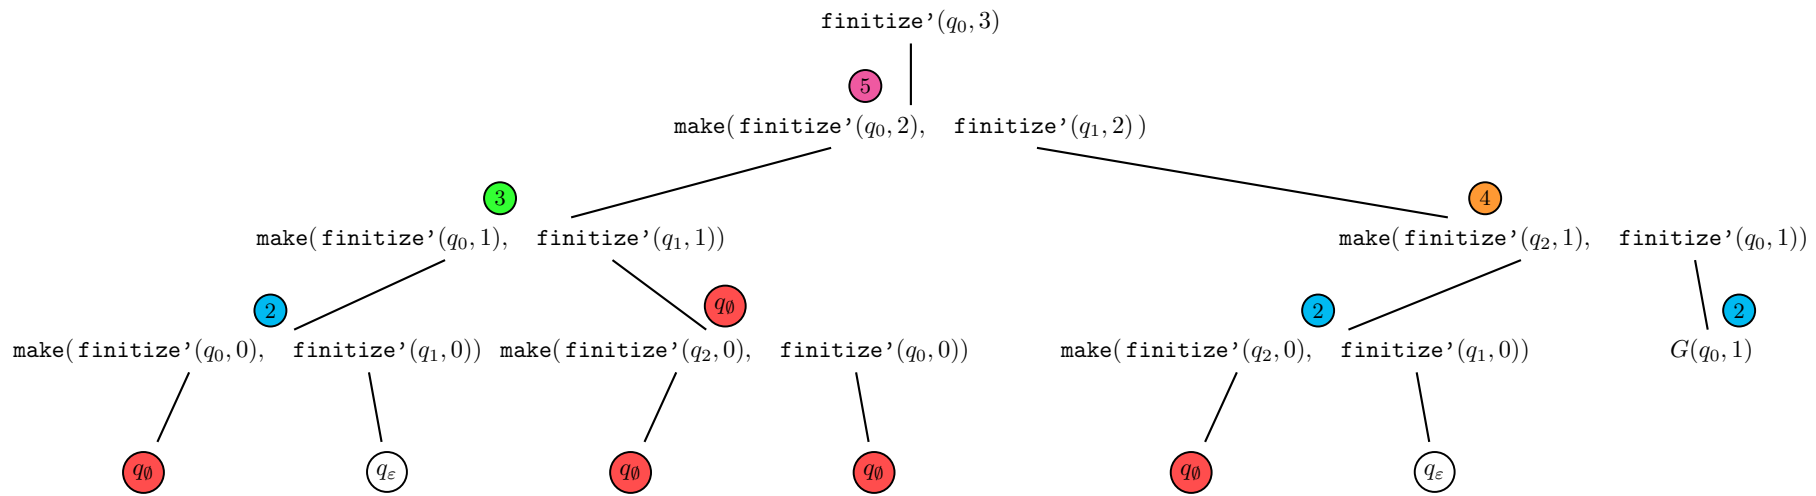 finitize'(q₀, 3)
5
make(finitize'(q₀, 2), finitize'(q₁, 2))
3 4
make(finitize'(q₀, 1), finitize'(q₁, 1)) make(finitize'(q₂, 1), finitize'(q₀, 1))
2 q∅ 2 2
make(finitize'(q₀, 0), finitize'(q₁, 0)) make(finitize'(q₂, 0), finitize'(q₀, 0)) make(finitize'(q₂, 0), finitize'(q₁, 0)) G(q₀, 1)
q∅ qε q∅ q∅ q∅ qε